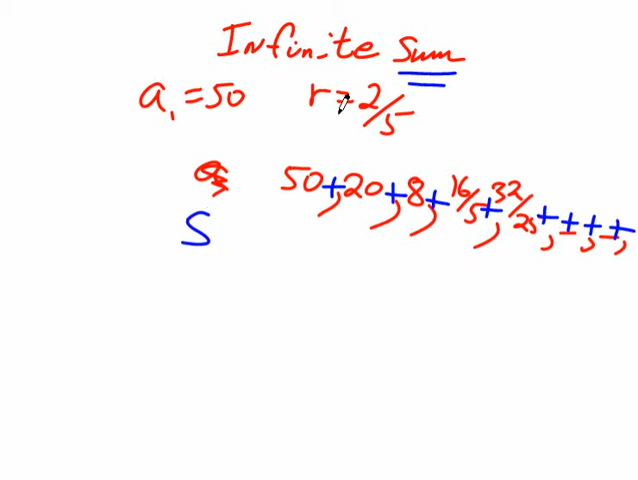 Infinite Sum
a₁ = 50 r = 2/5
50 +, 20 +, 8 +, 16/5 +, 32/25 +, + , +, +,
S